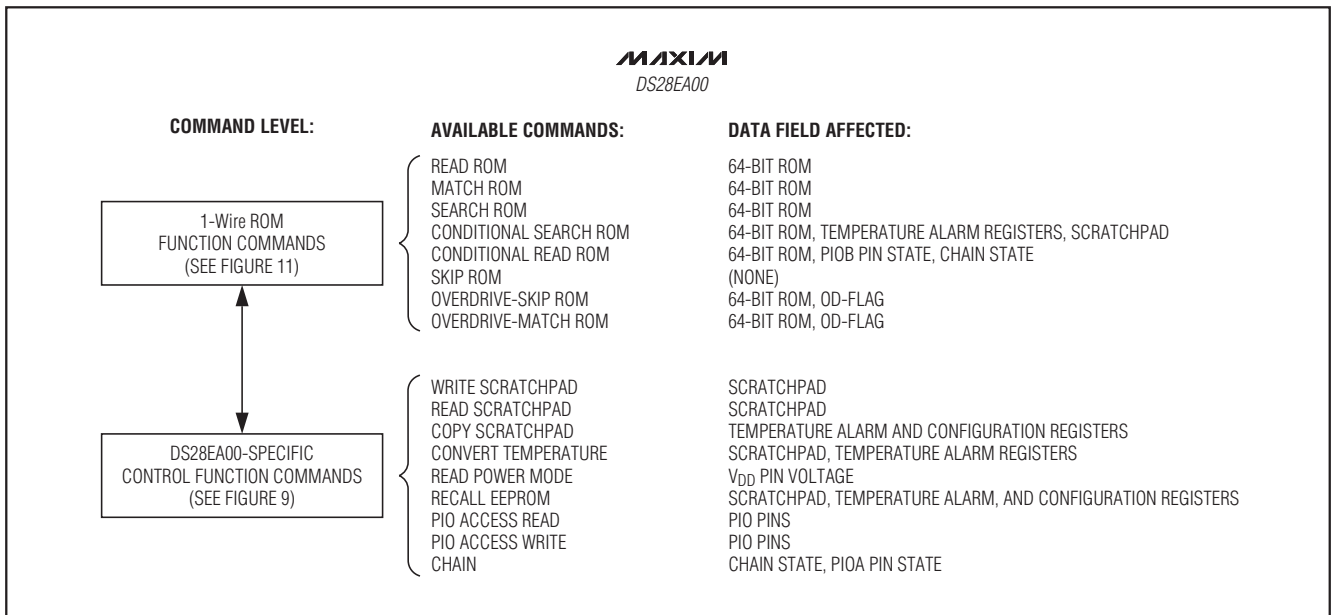 MAXIM
DS28EA00
COMMAND LEVEL: AVAILABLE COMMANDS: DATA FIELD AFFECTED:
1-Wire ROM
FUNCTION COMMANDS
(SEE FIGURE 11)
READ ROM 64-BIT ROM
MATCH ROM 64-BIT ROM
SEARCH ROM 64-BIT ROM
CONDITIONAL SEARCH ROM 64-BIT ROM, TEMPERATURE ALARM REGISTERS, SCRATCHPAD
CONDITIONAL READ ROM 64-BIT ROM, PIOB PIN STATE, CHAIN STATE
SKIP ROM (NONE)
OVERDRIVE-SKIP ROM 64-BIT ROM, OD-FLAG
OVERDRIVE-MATCH ROM 64-BIT ROM, OD-FLAG
DS28EA00-SPECIFIC
CONTROL FUNCTION COMMANDS
(SEE FIGURE 9)
WRITE SCRATCHPAD SCRATCHPAD
READ SCRATCHPAD SCRATCHPAD
COPY SCRATCHPAD TEMPERATURE ALARM AND CONFIGURATION REGISTERS
CONVERT TEMPERATURE SCRATCHPAD, TEMPERATURE ALARM REGISTERS
READ POWER MODE VDD PIN VOLTAGE
RECALL EEPROM SCRATCHPAD, TEMPERATURE ALARM, AND CONFIGURATION REGISTERS
PIO ACCESS READ PIO PINS
PIO ACCESS WRITE PIO PINS
CHAIN CHAIN STATE, PIOA PIN STATE